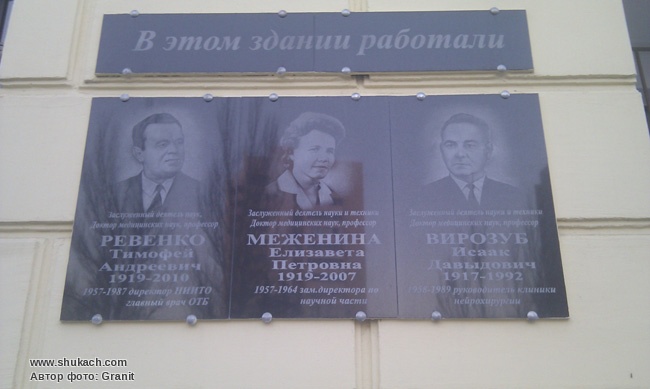 В этом здании работали
Заслуженный деятель наук,
Доктор медицинских наук, профессор
РЕВЕНКО
Тимофей
Андреевич
1919-2010
1957-1987 директор НИИТО
главный врач ОТБ
Заслуженный деятель науки и техники
Доктор медицинских наук, профессор
МЕЖЕНИНА
Елизавета
Петровна
1919-2007
1957-1964 зам.директора по
научной части
Заслуженный деятель науки и техники
Доктор медицинских наук, профессор
ВИРОЗУБ
Исаак
Давыдович
1917-1992
1958-1989 руководитель клиники
нейрохирургии
www.shukach.com
Автор фото: Granit